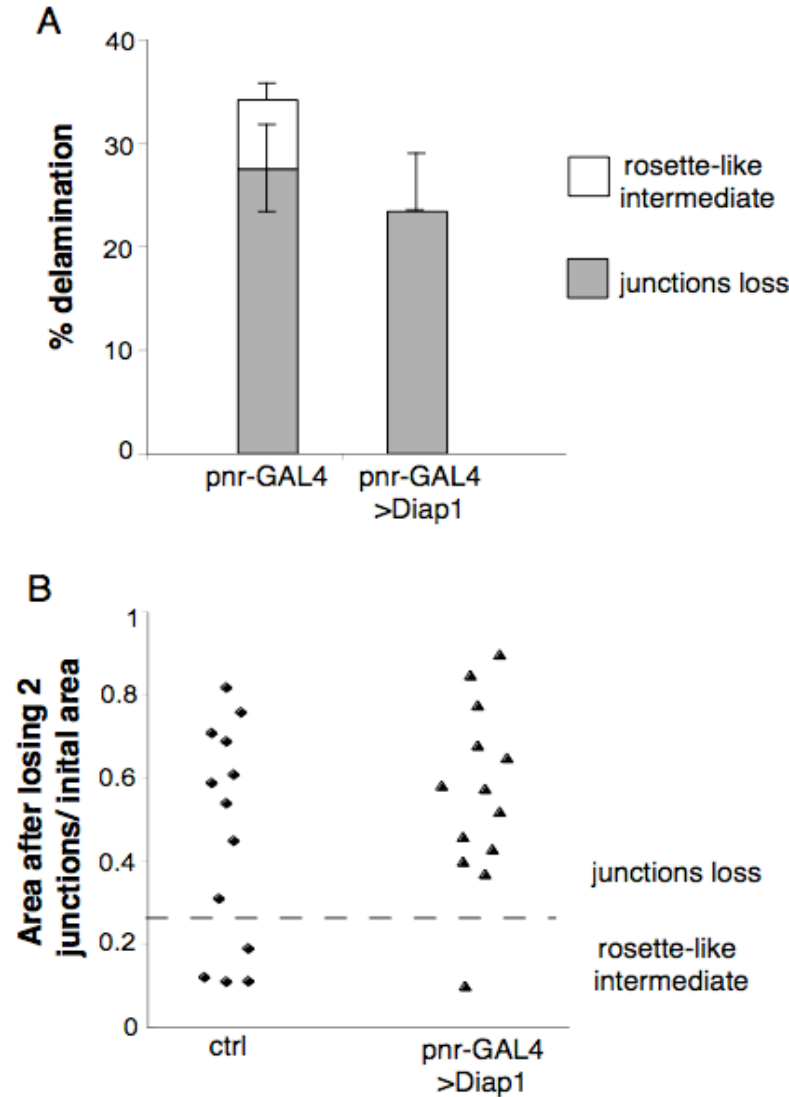 A
% delamination
40
30
20
10
0
pnr-GAL4
pnr-GAL4
>Diap1
rosette-like
intermediate
junctions loss
B
Area after losing 2
junctions/ inital area
1
0.8
0.6
0.4
0.2
0
ctrl
pnr-GAL4
>Diap1
junctions loss
rosette-like
intermediate